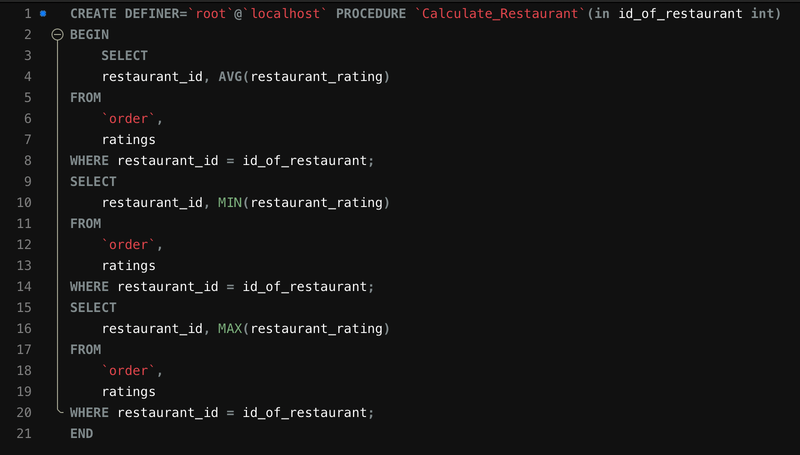 1 CREATE DEFINER=`root`@`localhost` PROCEDURE `Calculate_Restaurant`(in id_of_restaurant int)
2 BEGIN
3 SELECT
4 restaurant_id, AVG(restaurant_rating)
5 FROM
6 `order`,
7 ratings
8 WHERE restaurant_id = id_of_restaurant;
9 SELECT
10 restaurant_id, MIN(restaurant_rating)
11 FROM
12 `order`,
13 ratings
14 WHERE restaurant_id = id_of_restaurant;
15 SELECT
16 restaurant_id, MAX(restaurant_rating)
17 FROM
18 `order`,
19 ratings
20 WHERE restaurant_id = id_of_restaurant;
21 END